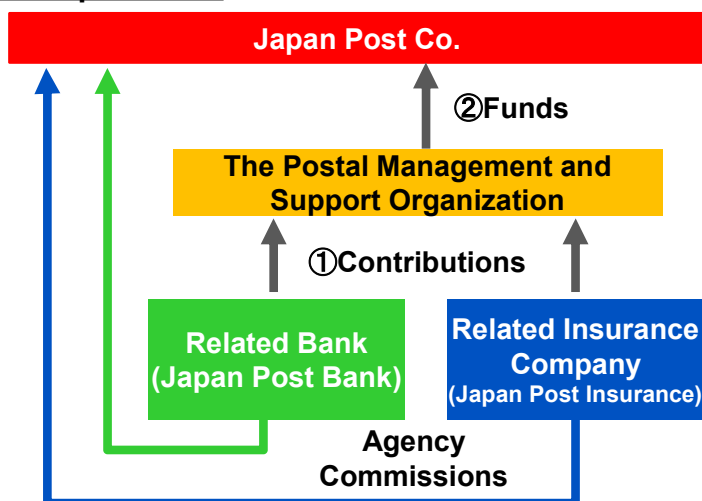 Japan Post Co.
②Funds
The Postal Management and
Support Organization
①Contributions
Related Bank
(Japan Post Bank)
Related Insurance
Company
(Japan Post Insurance)
Agency
Commissions